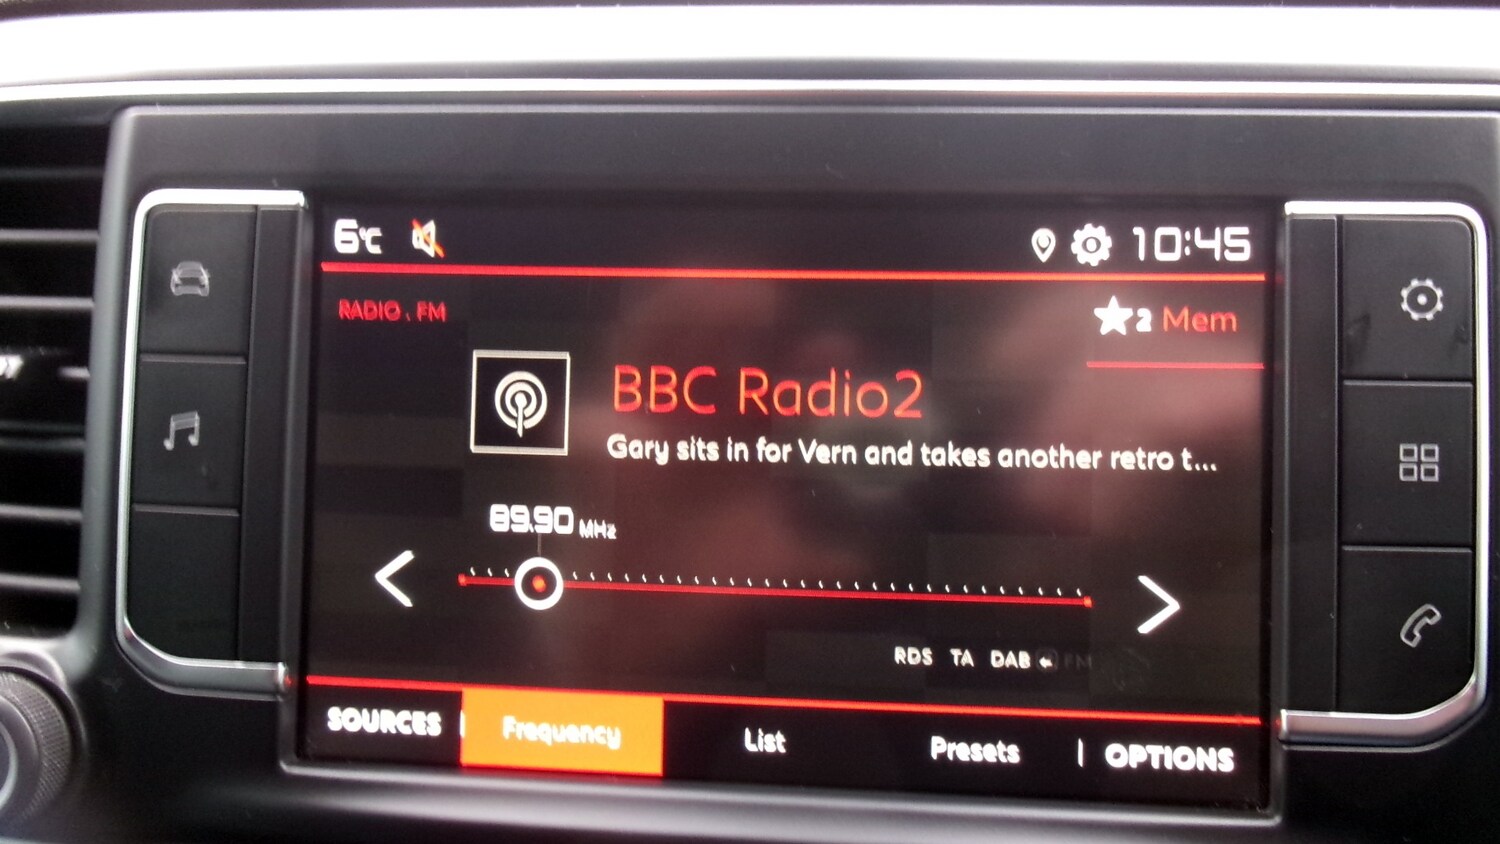 6°C 10:45
RADIO . FM
2 Mem
BBC Radio2
Gary sits in for Vern and takes another retro t...
89.90 MHz
RDS TA DAB FM
SOURCES Frequency List Presets OPTIONS